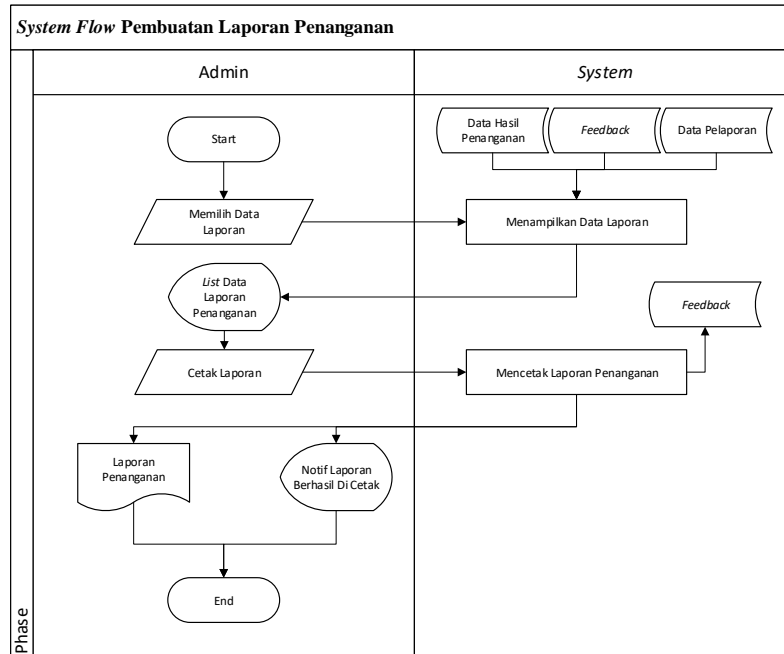 System Flow Pembuatan Laporan Penanganan
Admin
System
Start
Data Hasil
Penanganan
Feedback
Data Pelaporan
Memilih Data
Laporan
Menampilkan Data Laporan
List Data
Laporan
Penanganan
Feedback
Cetak Laporan
Mencetak Laporan Penanganan
Laporan
Penanganan
Notif Laporan
Berhasil Di Cetak
End
Phase